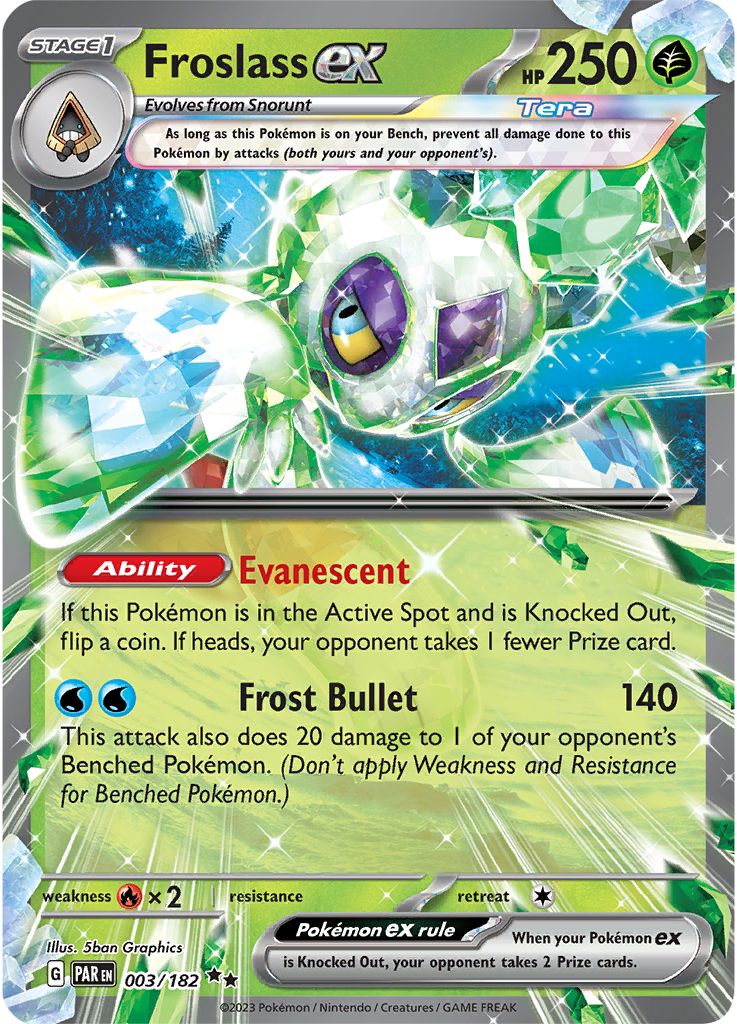 STAGE 1
Froslass ex
HP 250
Evolves from Snorunt
Tera
As long as this Pokémon is on your Bench, prevent all damage done to this
Pokémon by attacks (both yours and your opponent's).
Ability Evanescent
If this Pokémon is in the Active Spot and is Knocked Out,
flip a coin. If heads, your opponent takes 1 fewer Prize card.
Frost Bullet 140
This attack also does 20 damage to 1 of your opponent's
Benched Pokémon. (Don't apply Weakness and Resistance
for Benched Pokémon.)
weakness ×2 resistance retreat
Illus. 5ban Graphics
Pokémon ex rule When your Pokémon ex
is Knocked Out, your opponent takes 2 Prize cards.
G PAR EN 003/182 ★★
©2023 Pokémon / Nintendo / Creatures / GAME FREAK